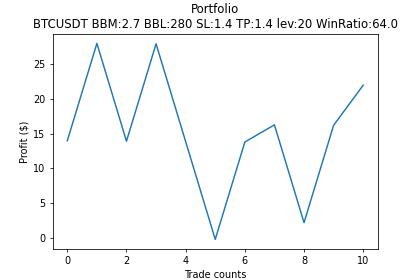 Portfolio
BTCUSDT BBM:2.7 BBL:280 SL:1.4 TP:1.4 lev:20 WinRatio:64.0
25
20
15
10
5
0
Profit ($)
0 2 4 6 8 10
Trade counts